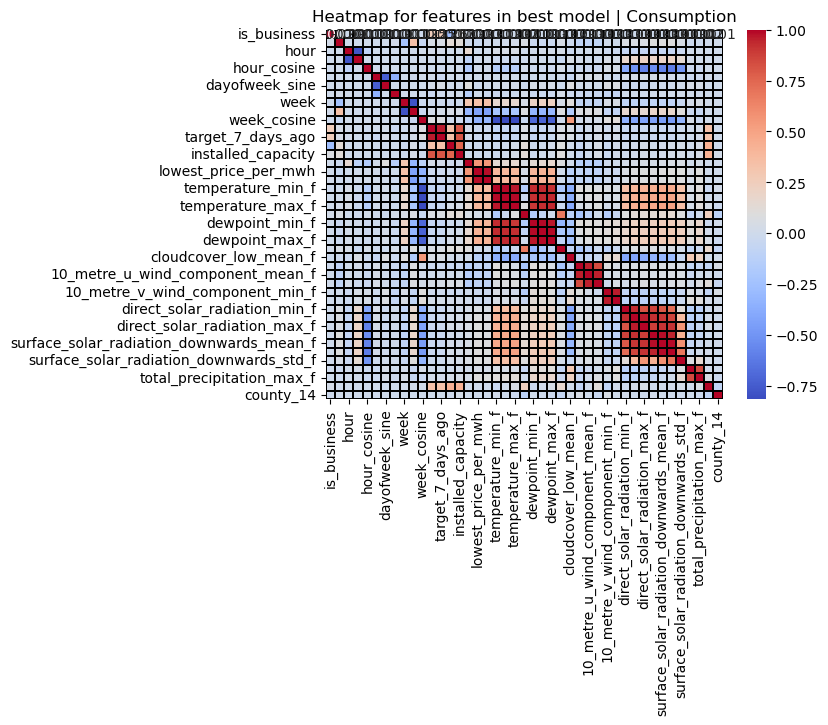 Heatmap for features in best model | Consumption
is_business
hour
hour_cosine
dayofweek_sine
week
week_cosine
target_7_days_ago
installed_capacity
lowest_price_per_mwh
temperature_min_f
temperature_max_f
dewpoint_min_f
dewpoint_max_f
cloudcover_low_mean_f
10_metre_u_wind_component_mean_f
10_metre_v_wind_component_min_f
direct_solar_radiation_min_f
direct_solar_radiation_max_f
surface_solar_radiation_downwards_mean_f
surface_solar_radiation_downwards_std_f
total_precipitation_max_f
county_14
1.00
0.75
0.50
0.25
0.00
−0.25
−0.50
−0.75
is_business
hour
hour_cosine
dayofweek_sine
week
week_cosine
target_7_days_ago
installed_capacity
lowest_price_per_mwh
temperature_min_f
temperature_max_f
dewpoint_min_f
dewpoint_max_f
cloudcover_low_mean_f
10_metre_u_wind_component_mean_f
10_metre_v_wind_component_min_f
direct_solar_radiation_min_f
direct_solar_radiation_max_f
surface_solar_radiation_downwards_mean_f
surface_solar_radiation_downwards_std_f
total_precipitation_max_f
county_14